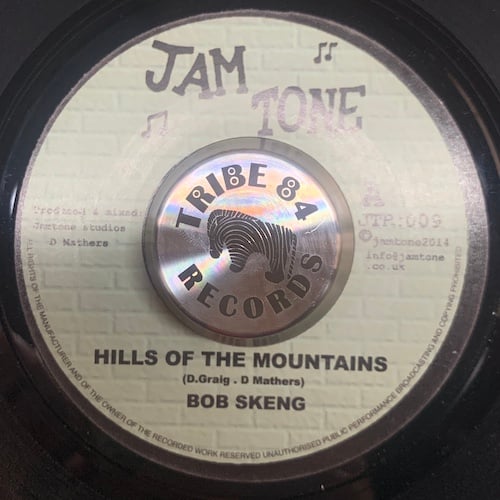 JAM
TONE
TRIBE 84
RECORDS
A
JTR.009
©jamtone2014
info@jamtone
.co.uk
Produced & mixed
Jamtone studios
D Mathers
HILLS OF THE MOUNTAINS
(D.Graig . D Mathers)
BOB SKENG
ALL RIGHTS OF THE MANUFACTURER AND OF THE OWNER OF THE RECORDED WORK RESERVED UNAUTHORISED PUBLIC PERFORMANCE BROADCASTING AND COPYING PROHIBITED